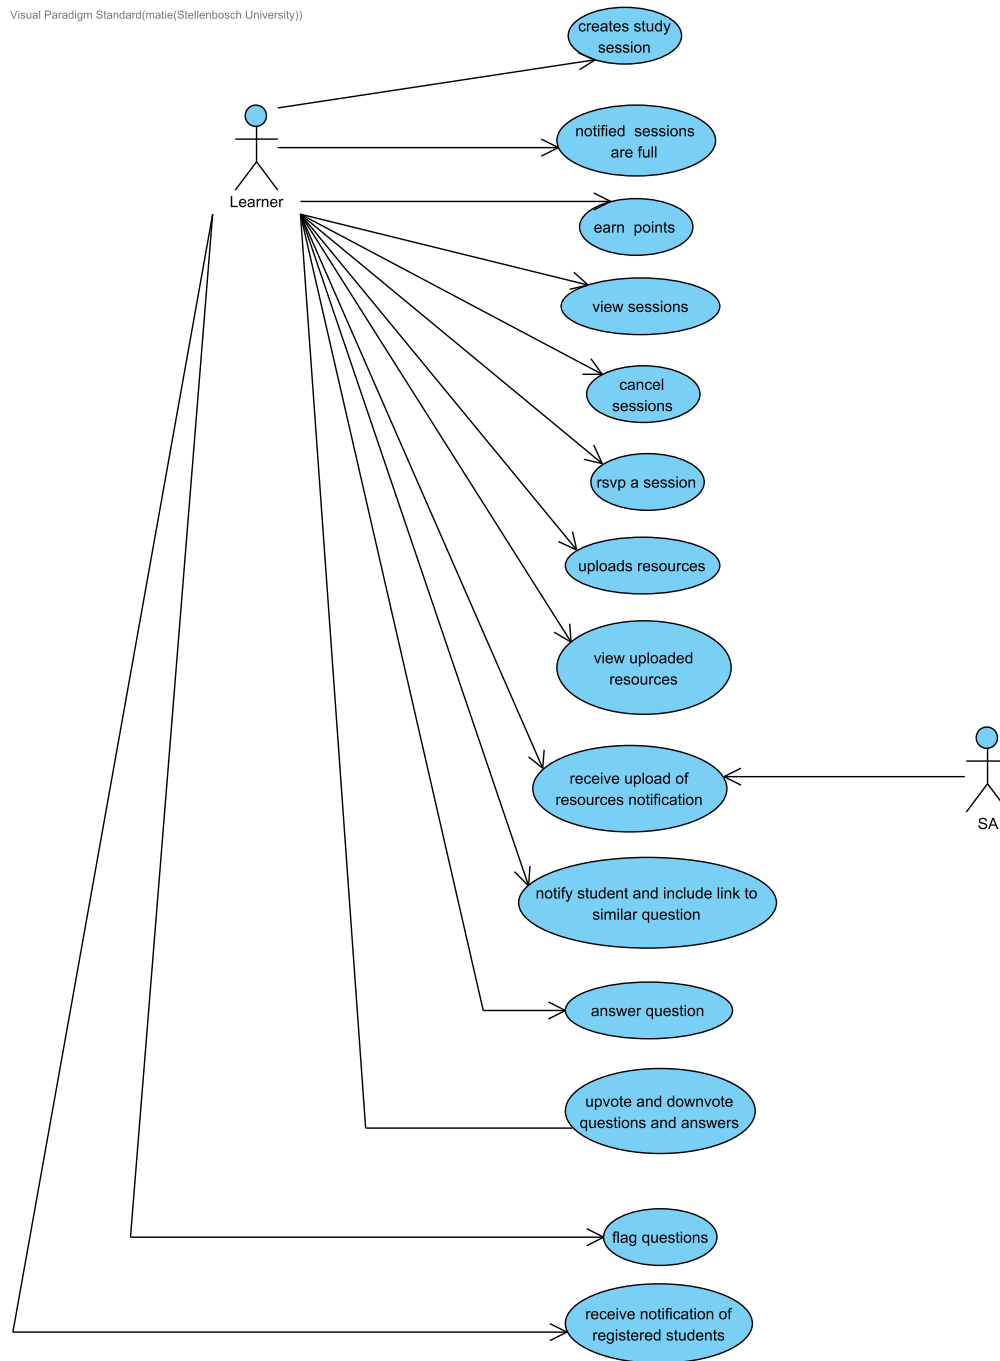 Visual Paradigm Standard(matie(Stellenbosch University))
creates study
session
notified sessions
are full
Learner
earn points
view sessions
cancel
sessions
rsvp a session
uploads resources
view uploaded
resources
receive upload of
resources notification
SA
notify student and include link to
similar question
answer question
upvote and downvote
questions and answers
flag questions
receive notification of
registered students